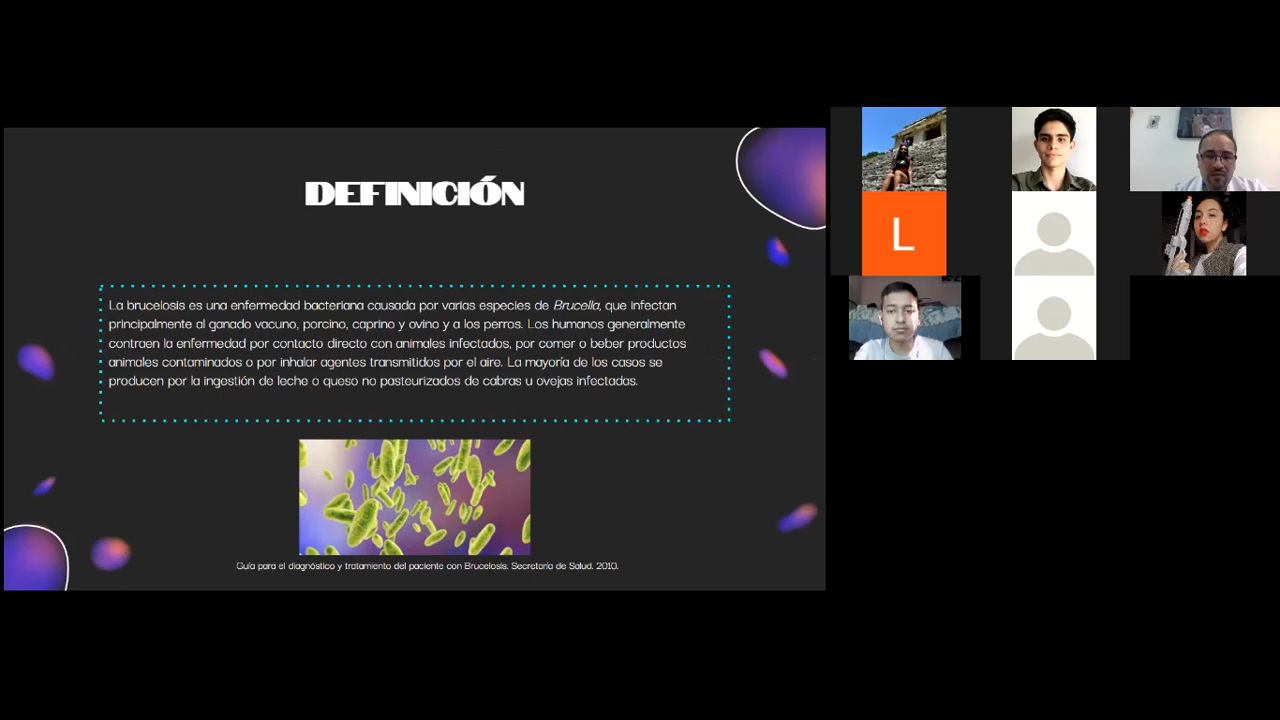 DEFINICIÓN
La brucelosis es una enfermedad bacteriana causada por varias especies de Brucella, que infectan
principalmente al ganado vacuno, porcino, caprino y ovino y a los perros. Los humanos generalmente
contraen la enfermedad por contacto directo con animales infectados, por comer o beber productos
animales contaminados o por inhalar agentes transmitidos por el aire. La mayoría de los casos se
producen por la ingestión de leche o queso no pasteurizados de cabras u ovejas infectadas.
Guía para el diagnóstico y tratamiento del paciente con Brucelosis. Secretaría de Salud. 2010.
L